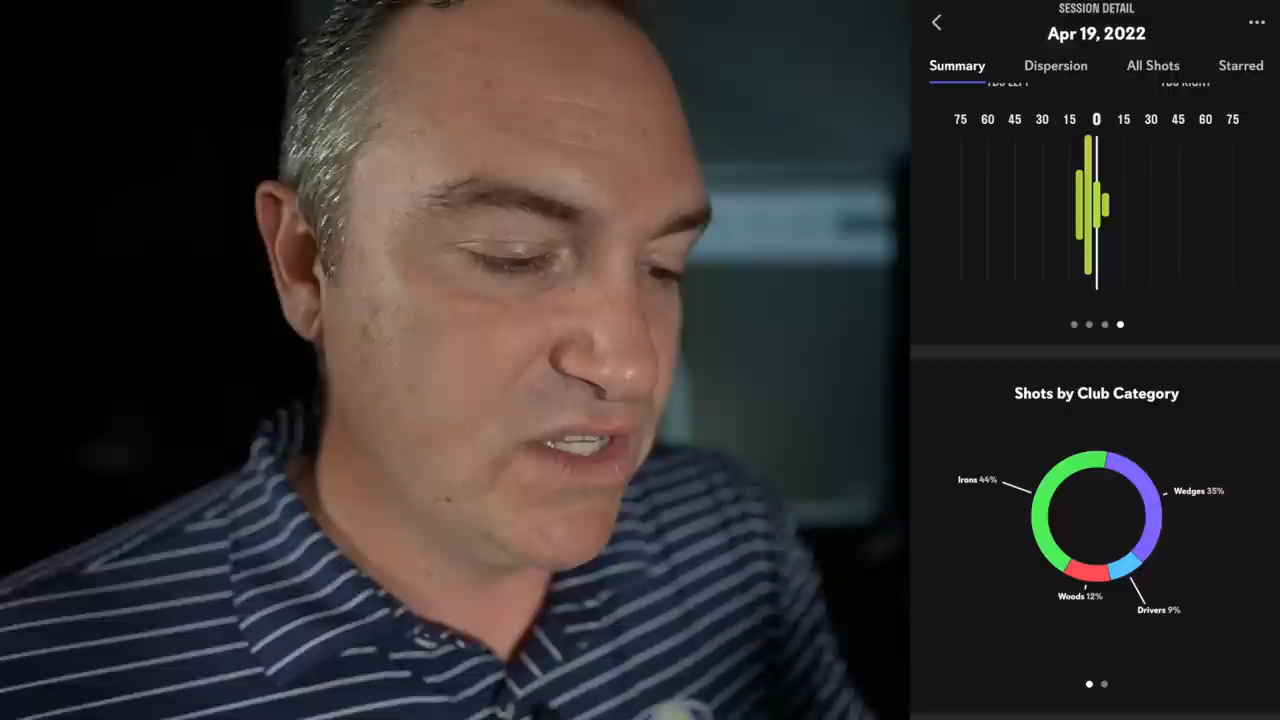 SESSION DETAIL
Apr 19, 2022
Summary Dispersion All Shots Starred
75 60 45 30 15 0 15 30 45 60 75
Shots by Club Category
Irons 44%
Wedges 35%
Woods 12%
Drivers 9%